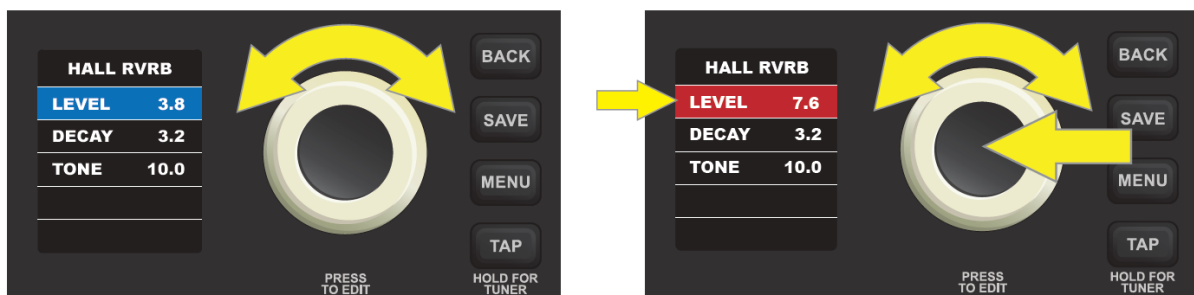 HALL RVRB
LEVEL 3.8
DECAY 3.2
TONE 10.0
BACK
SAVE
MENU
TAP
PRESS
TO EDIT
HOLD FOR
TUNER
HALL RVRB
LEVEL 7.6
DECAY 3.2
TONE 10.0
BACK
SAVE
MENU
TAP
PRESS
TO EDIT
HOLD FOR
TUNER